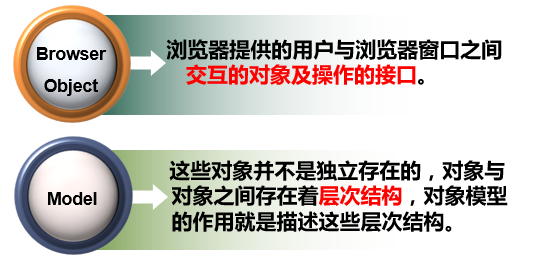 Browser
Object
浏览器提供的用户与浏览器窗口之间
交互的对象及操作的接口。
Model
这些对象并不是独立存在的，对象与
对象之间存在着层次结构，对象模型
的作用就是描述这些层次结构。